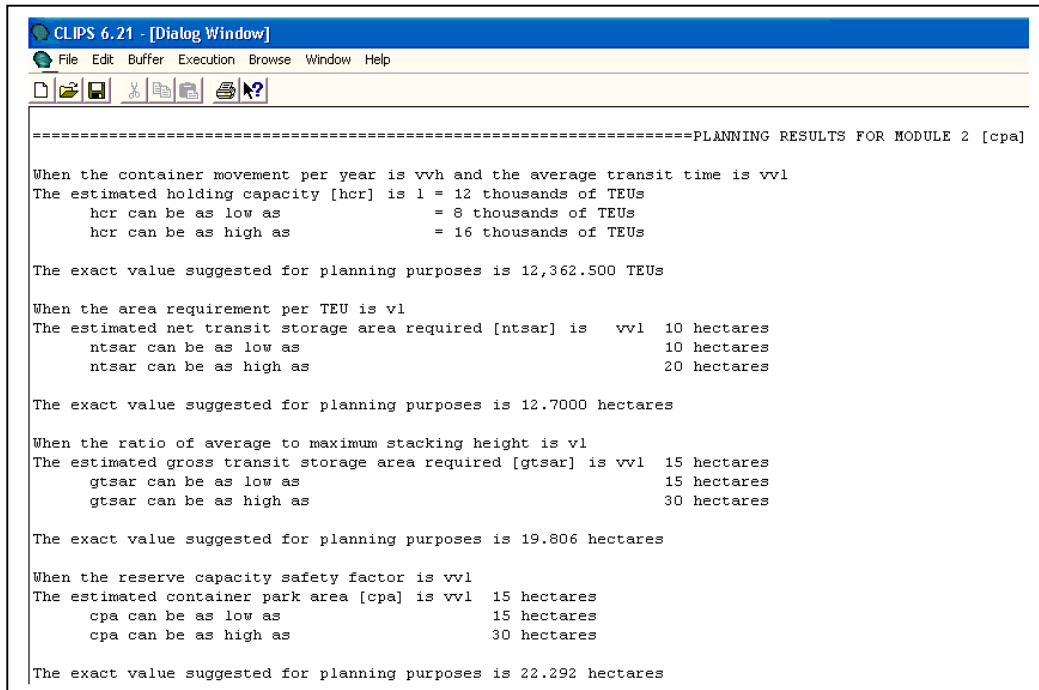 CLIPS 6.21 - [Dialog Window]
File Edit Buffer Execution Browse Window Help
======================================================================PLANNING RESULTS FOR MODULE 2 [cpa]
When the container movement per year is vvh and the average transit time is vvl
The estimated holding capacity [hcr] is l = 12 thousands of TEUs
hcr can be as low as = 8 thousands of TEUs
hcr can be as high as = 16 thousands of TEUs
The exact value suggested for planning purposes is 12,362.500 TEUs
When the area requirement per TEU is vl
The estimated net transit storage area required [ntsar] is vvl 10 hectares
ntsar can be as low as 10 hectares
ntsar can be as high as 20 hectares
The exact value suggested for planning purposes is 12.7000 hectares
When the ratio of average to maximum stacking height is vl
The estimated gross transit storage area required [gtsar] is vvl 15 hectares
gtsar can be as low as 15 hectares
gtsar can be as high as 30 hectares
The exact value suggested for planning purposes is 19.806 hectares
When the reserve capacity safety factor is vvl
The estimated container park area [cpa] is vvl 15 hectares
cpa can be as low as 15 hectares
cpa can be as high as 30 hectares
The exact value suggested for planning purposes is 22.292 hectares